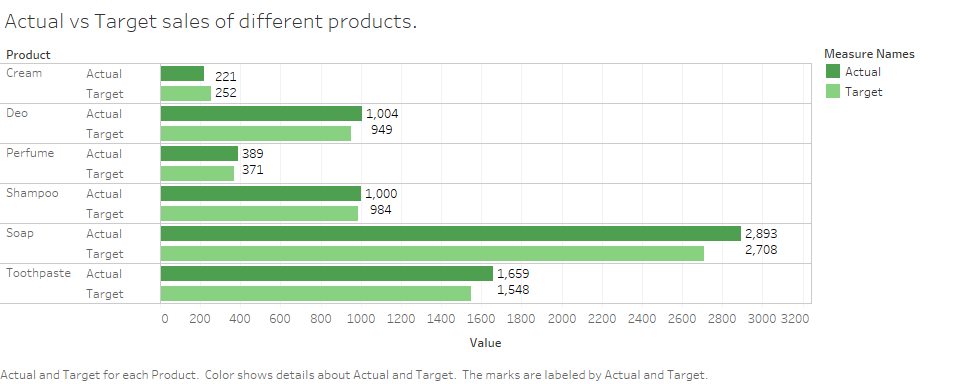 Actual vs Target sales of different products.
Product
Measure Names
Actual
Target
Cream Actual 221
Target 252
Deo Actual 1,004
Target 949
Perfume Actual 389
Target 371
Shampoo Actual 1,000
Target 984
Soap Actual 2,893
Target 2,708
Toothpaste Actual 1,659
Target 1,548
0 200 400 600 800 1000 1200 1400 1600 1800 2000 2200 2400 2600 2800 3000 3200
Value
Actual and Target for each Product. Color shows details about Actual and Target. The marks are labeled by Actual and Target.